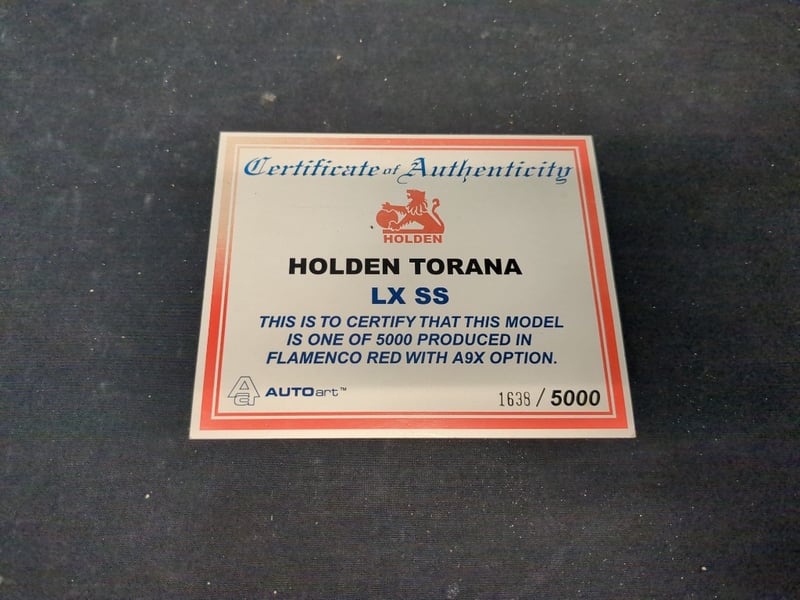 Certificate of Authenticity
HOLDEN
HOLDEN TORANA
LX SS
THIS IS TO CERTIFY THAT THIS MODEL
IS ONE OF 5000 PRODUCED IN
FLAMENCO RED WITH A9X OPTION.
AUTOart™
1638 / 5000